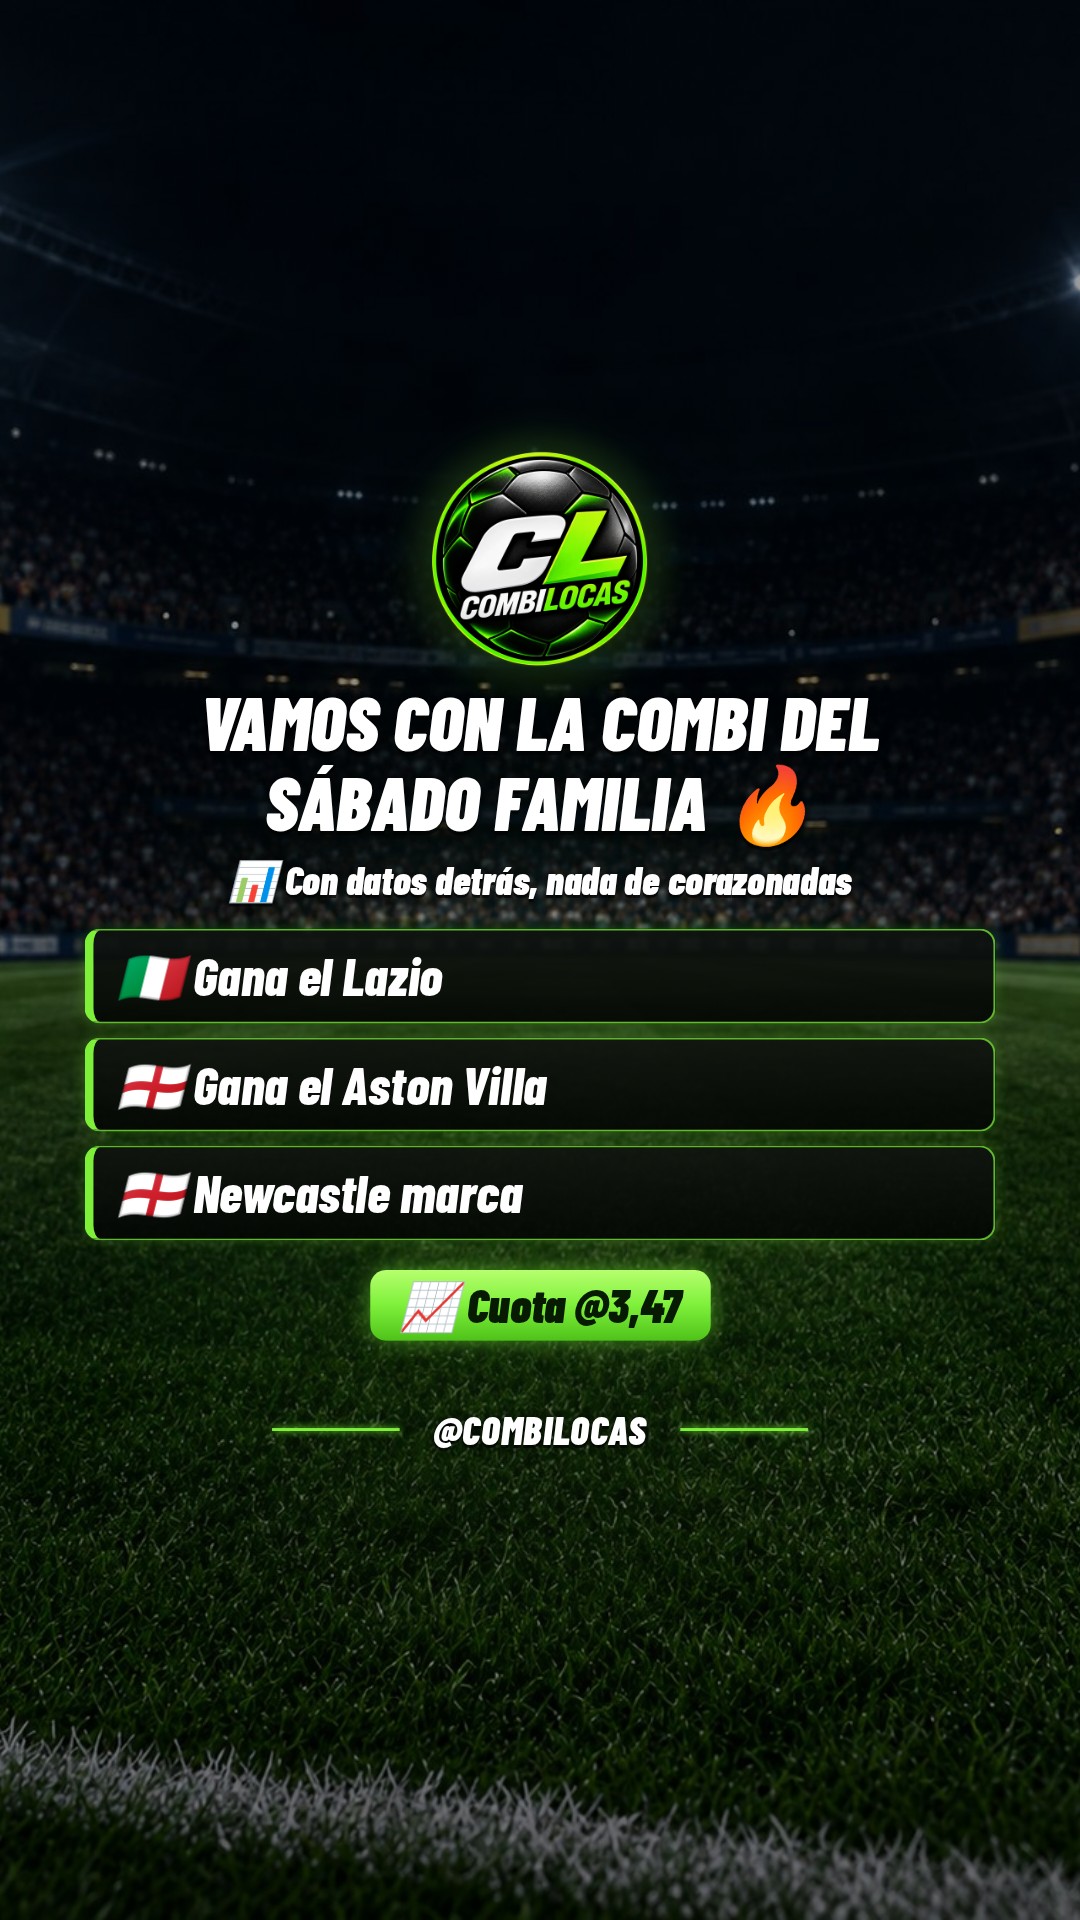 CL
COMBILOCAS
VAMOS CON LA COMBI DEL
SÁBADO FAMILIA 🔥
📊 Con datos detrás, nada de corazonadas
🇮🇹 Gana el Lazio
🏴󠁧󠁢󠁥󠁮󠁧󠁿 Gana el Aston Villa
🏴󠁧󠁢󠁥󠁮󠁧󠁿 Newcastle marca
📈 Cuota @3,47
@COMBILOCAS